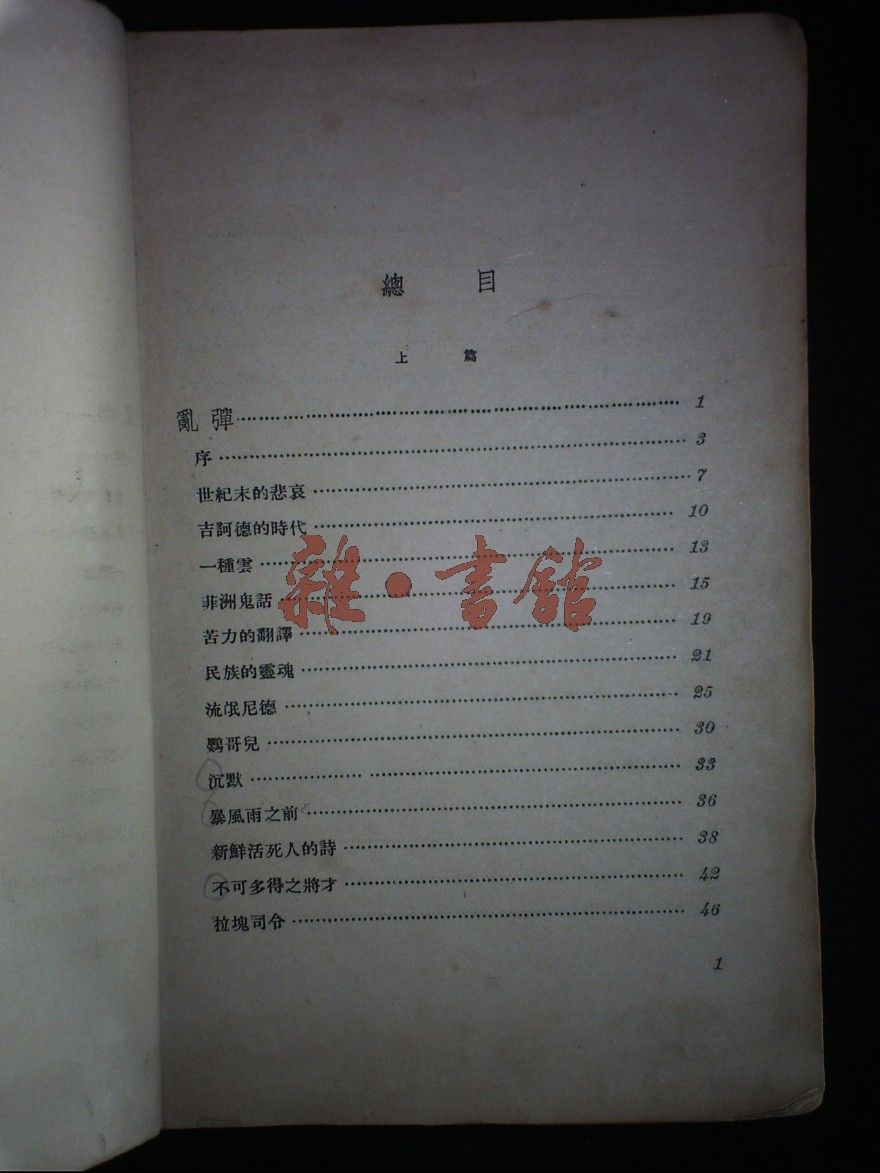 總 目
上 篇
亂 彈 1
序 3
世紀末的悲哀 7
吉訶德的時代 10
一種雲 13
菲洲鬼話 15
苦力的翻譯 19
民族的靈魂 21
流氓尼德 25
鸚哥兒 30
沉默 33
暴風雨之前 36
新鮮活死人的詩 38
不可多得之將才 42
拉塊司令 46
1
雜·書館